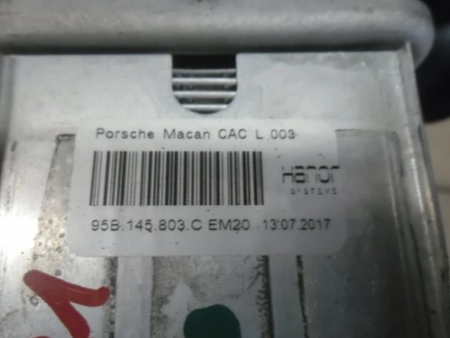 Porsche Macan CAC L 003
Hanon
SYSTEMS
95B.145.803.C EM20 13.07.2017